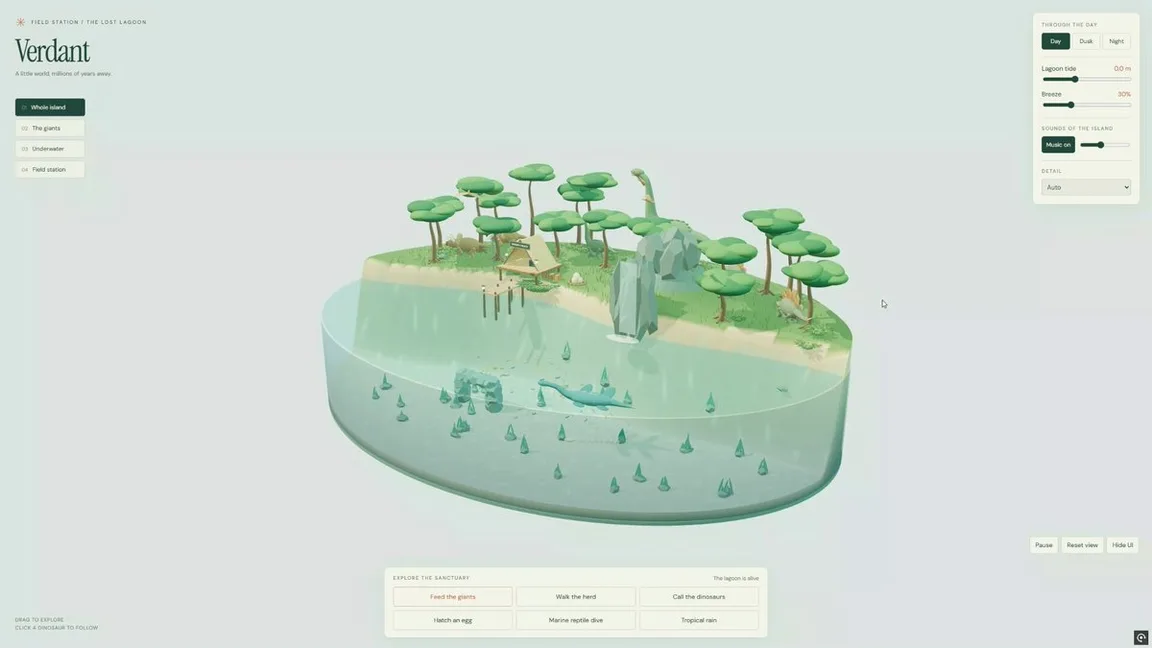 FIELD STATION / THE LOST LAGOON
Verdant
A little world, millions of years away.
01 Whole island
02 The giants
03 Underwater
04 Field station
THROUGH THE DAY
Day Dusk Night
Lagoon tide 0.0 m
Breeze 30%
SOUNDS OF THE ISLAND
Music on
DETAIL
Auto
Pause Reset view Hide UI
EXPLORE THE SANCTUARY The lagoon is alive
Feed the giants Walk the herd Call the dinosaurs
Hatch an egg Marine reptile dive Tropical rain
DRAG TO EXPLORE
CLICK A DINOSAUR TO FOLLOW